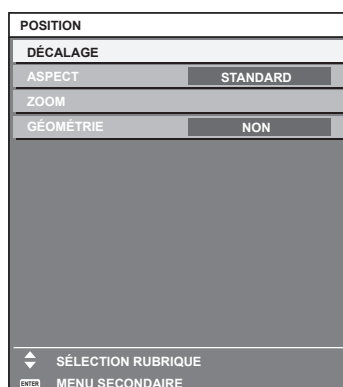 POSITION
DÉCALAGE
ASPECT STANDARD
ZOOM
GÉOMÉTRIE NON
SÉLECTION RUBRIQUE
ENTER MENU SECONDAIRE